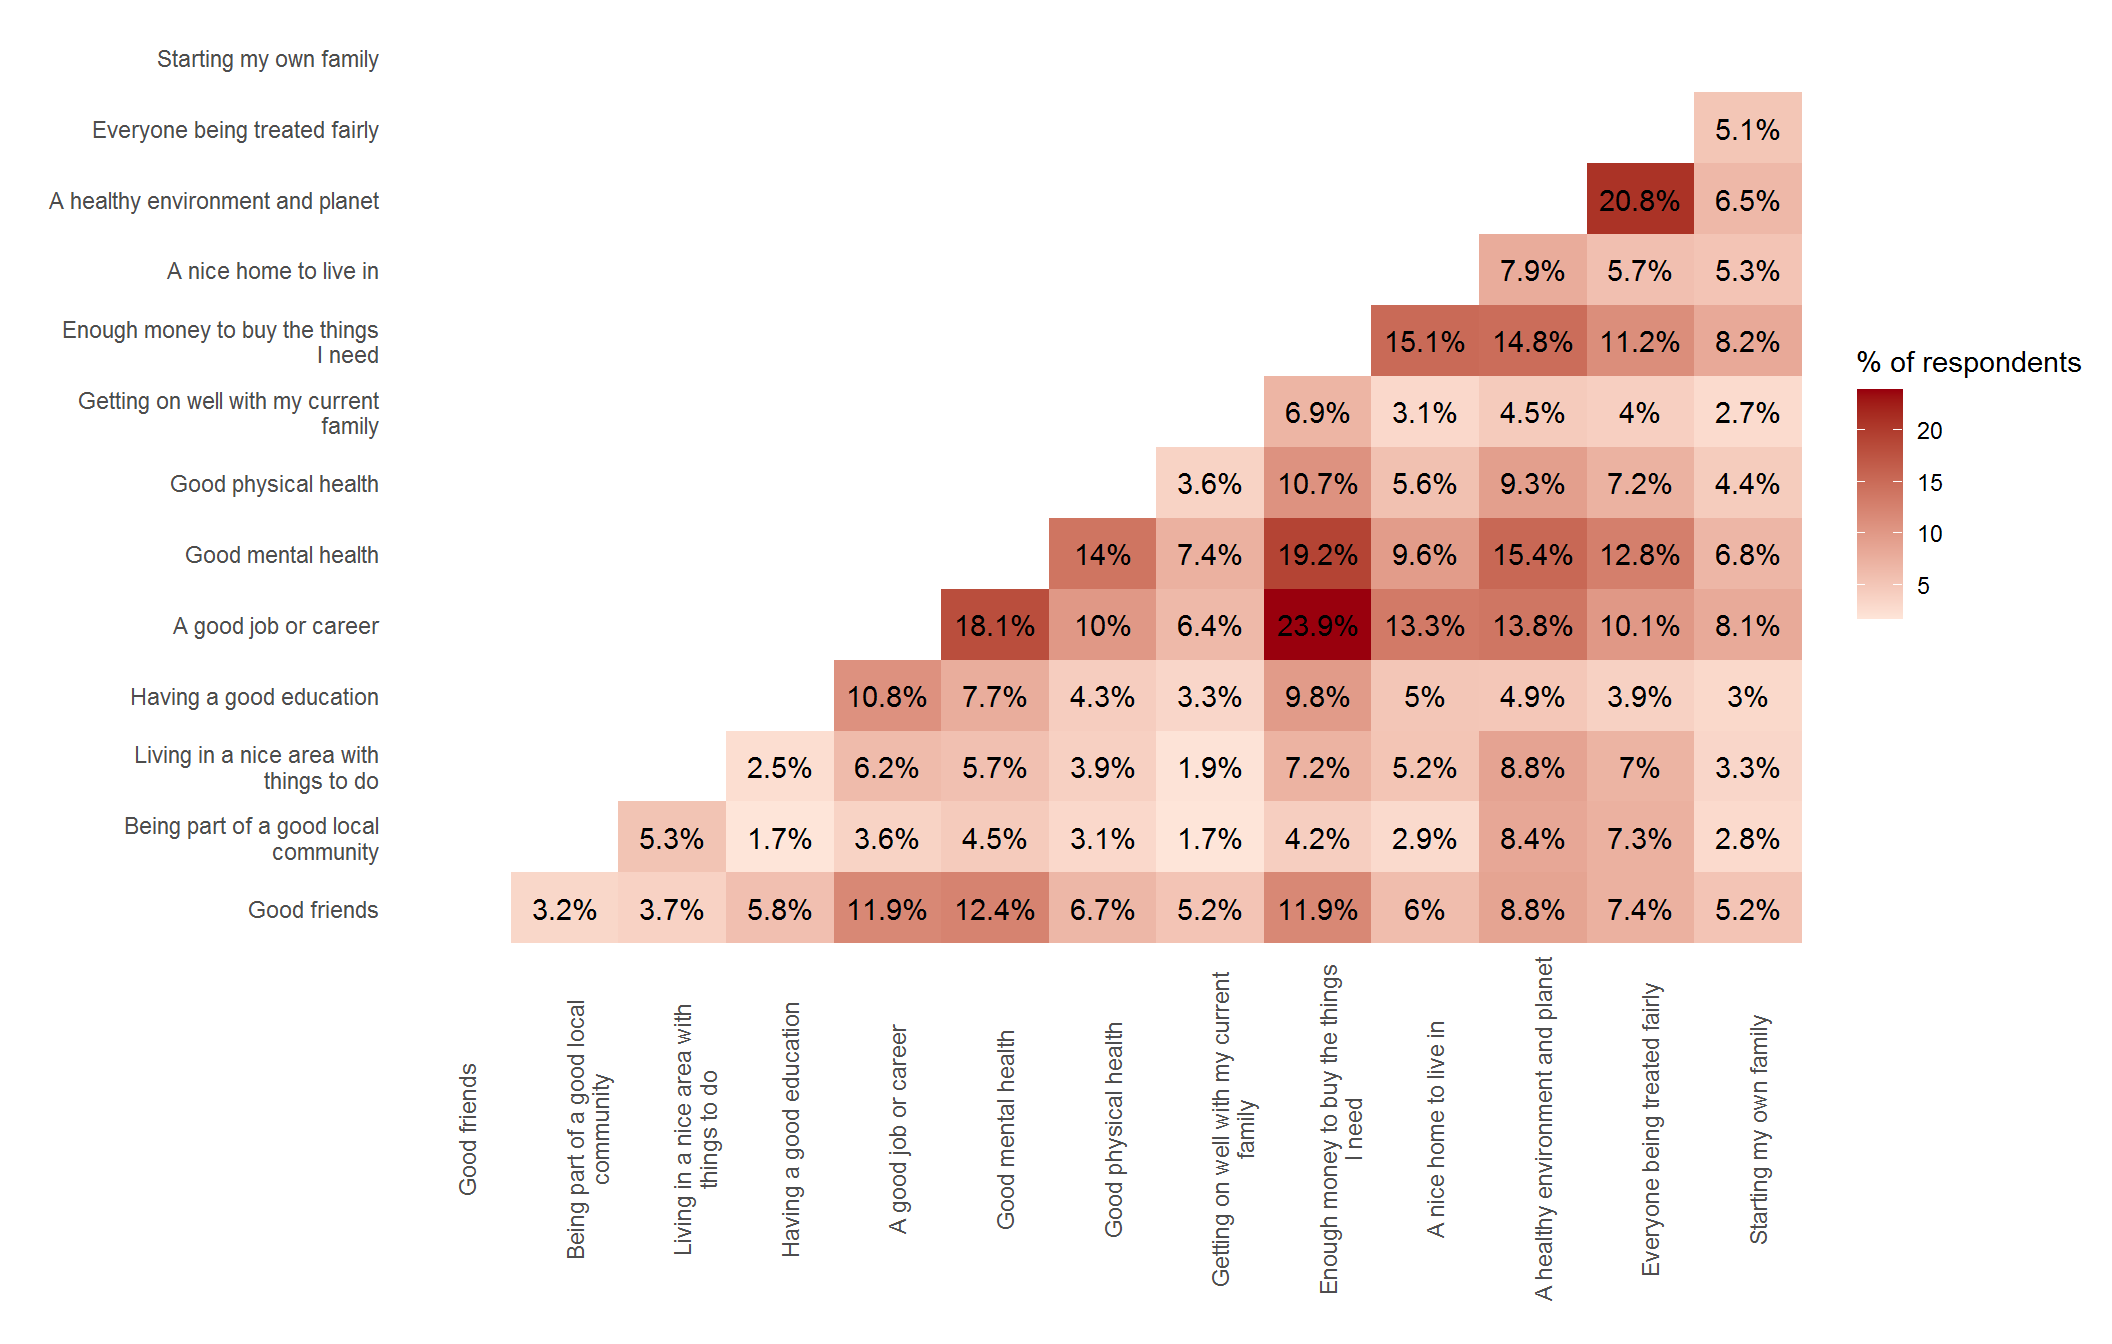 Starting my own family
Everyone being treated fairly
5.1%
A healthy environment and planet
20.8% 6.5%
A nice home to live in
7.9% 5.7% 5.3%
Enough money to buy the things
I need
15.1% 14.8% 11.2% 8.2%
Getting on well with my current
family
6.9% 3.1% 4.5% 4% 2.7%
Good physical health
3.6% 10.7% 5.6% 9.3% 7.2% 4.4%
Good mental health
14% 7.4% 19.2% 9.6% 15.4% 12.8% 6.8%
A good job or career
18.1% 10% 6.4% 23.9% 13.3% 13.8% 10.1% 8.1%
Having a good education
10.8% 7.7% 4.3% 3.3% 9.8% 5% 4.9% 3.9% 3%
Living in a nice area with
things to do
2.5% 6.2% 5.7% 3.9% 1.9% 7.2% 5.2% 8.8% 7% 3.3%
Being part of a good local
community
5.3% 1.7% 3.6% 4.5% 3.1% 1.7% 4.2% 2.9% 8.4% 7.3% 2.8%
Good friends
3.2% 3.7% 5.8% 11.9% 12.4% 6.7% 5.2% 11.9% 6% 8.8% 7.4% 5.2%
Good friends
Being part of a good local
community
Living in a nice area with
things to do
Having a good education
A good job or career
Good mental health
Good physical health
Getting on well with my current
family
Enough money to buy the things
I need
A nice home to live in
A healthy environment and planet
Everyone being treated fairly
Starting my own family
% of respondents
20
15
10
5